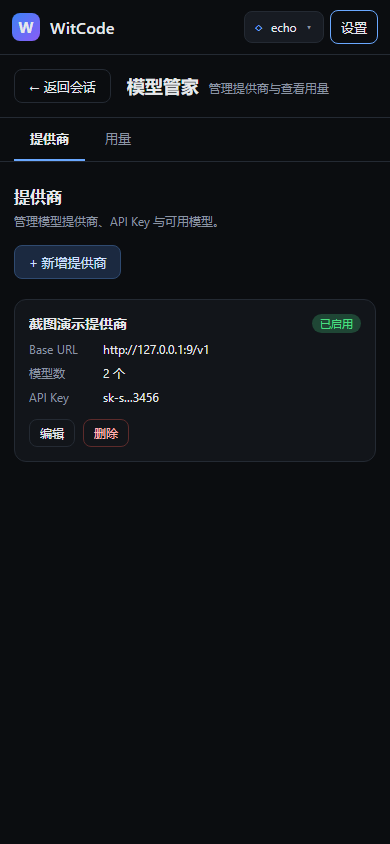 W WitCode ◇ echo ▾ 设置
← 返回会话 模型管家 管理提供商与查看用量
提供商 用量
提供商
管理模型提供商、API Key 与可用模型。
+ 新增提供商
截图演示提供商 已启用
Base URL http://127.0.0.1:9/v1
模型数 2 个
API Key sk-s...3456
编辑 删除